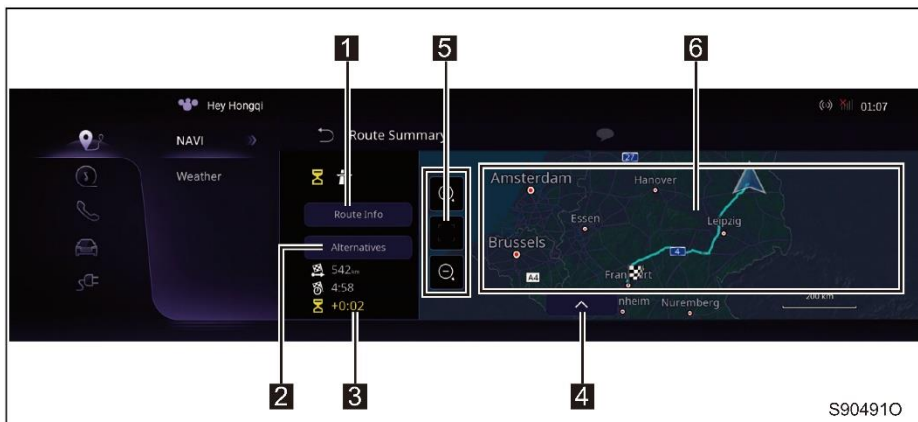 1
5
6
Hey Hongqi
01:07
NAVI
Route Summary
Weather
27
Amsterdam
Hanover
Route Info
Essen
Leipzig
Alternatives
Brussels
4
542km
A4
4:58
+0:02
nheim
Nuremberg
200 km
2
3
4
S90491O